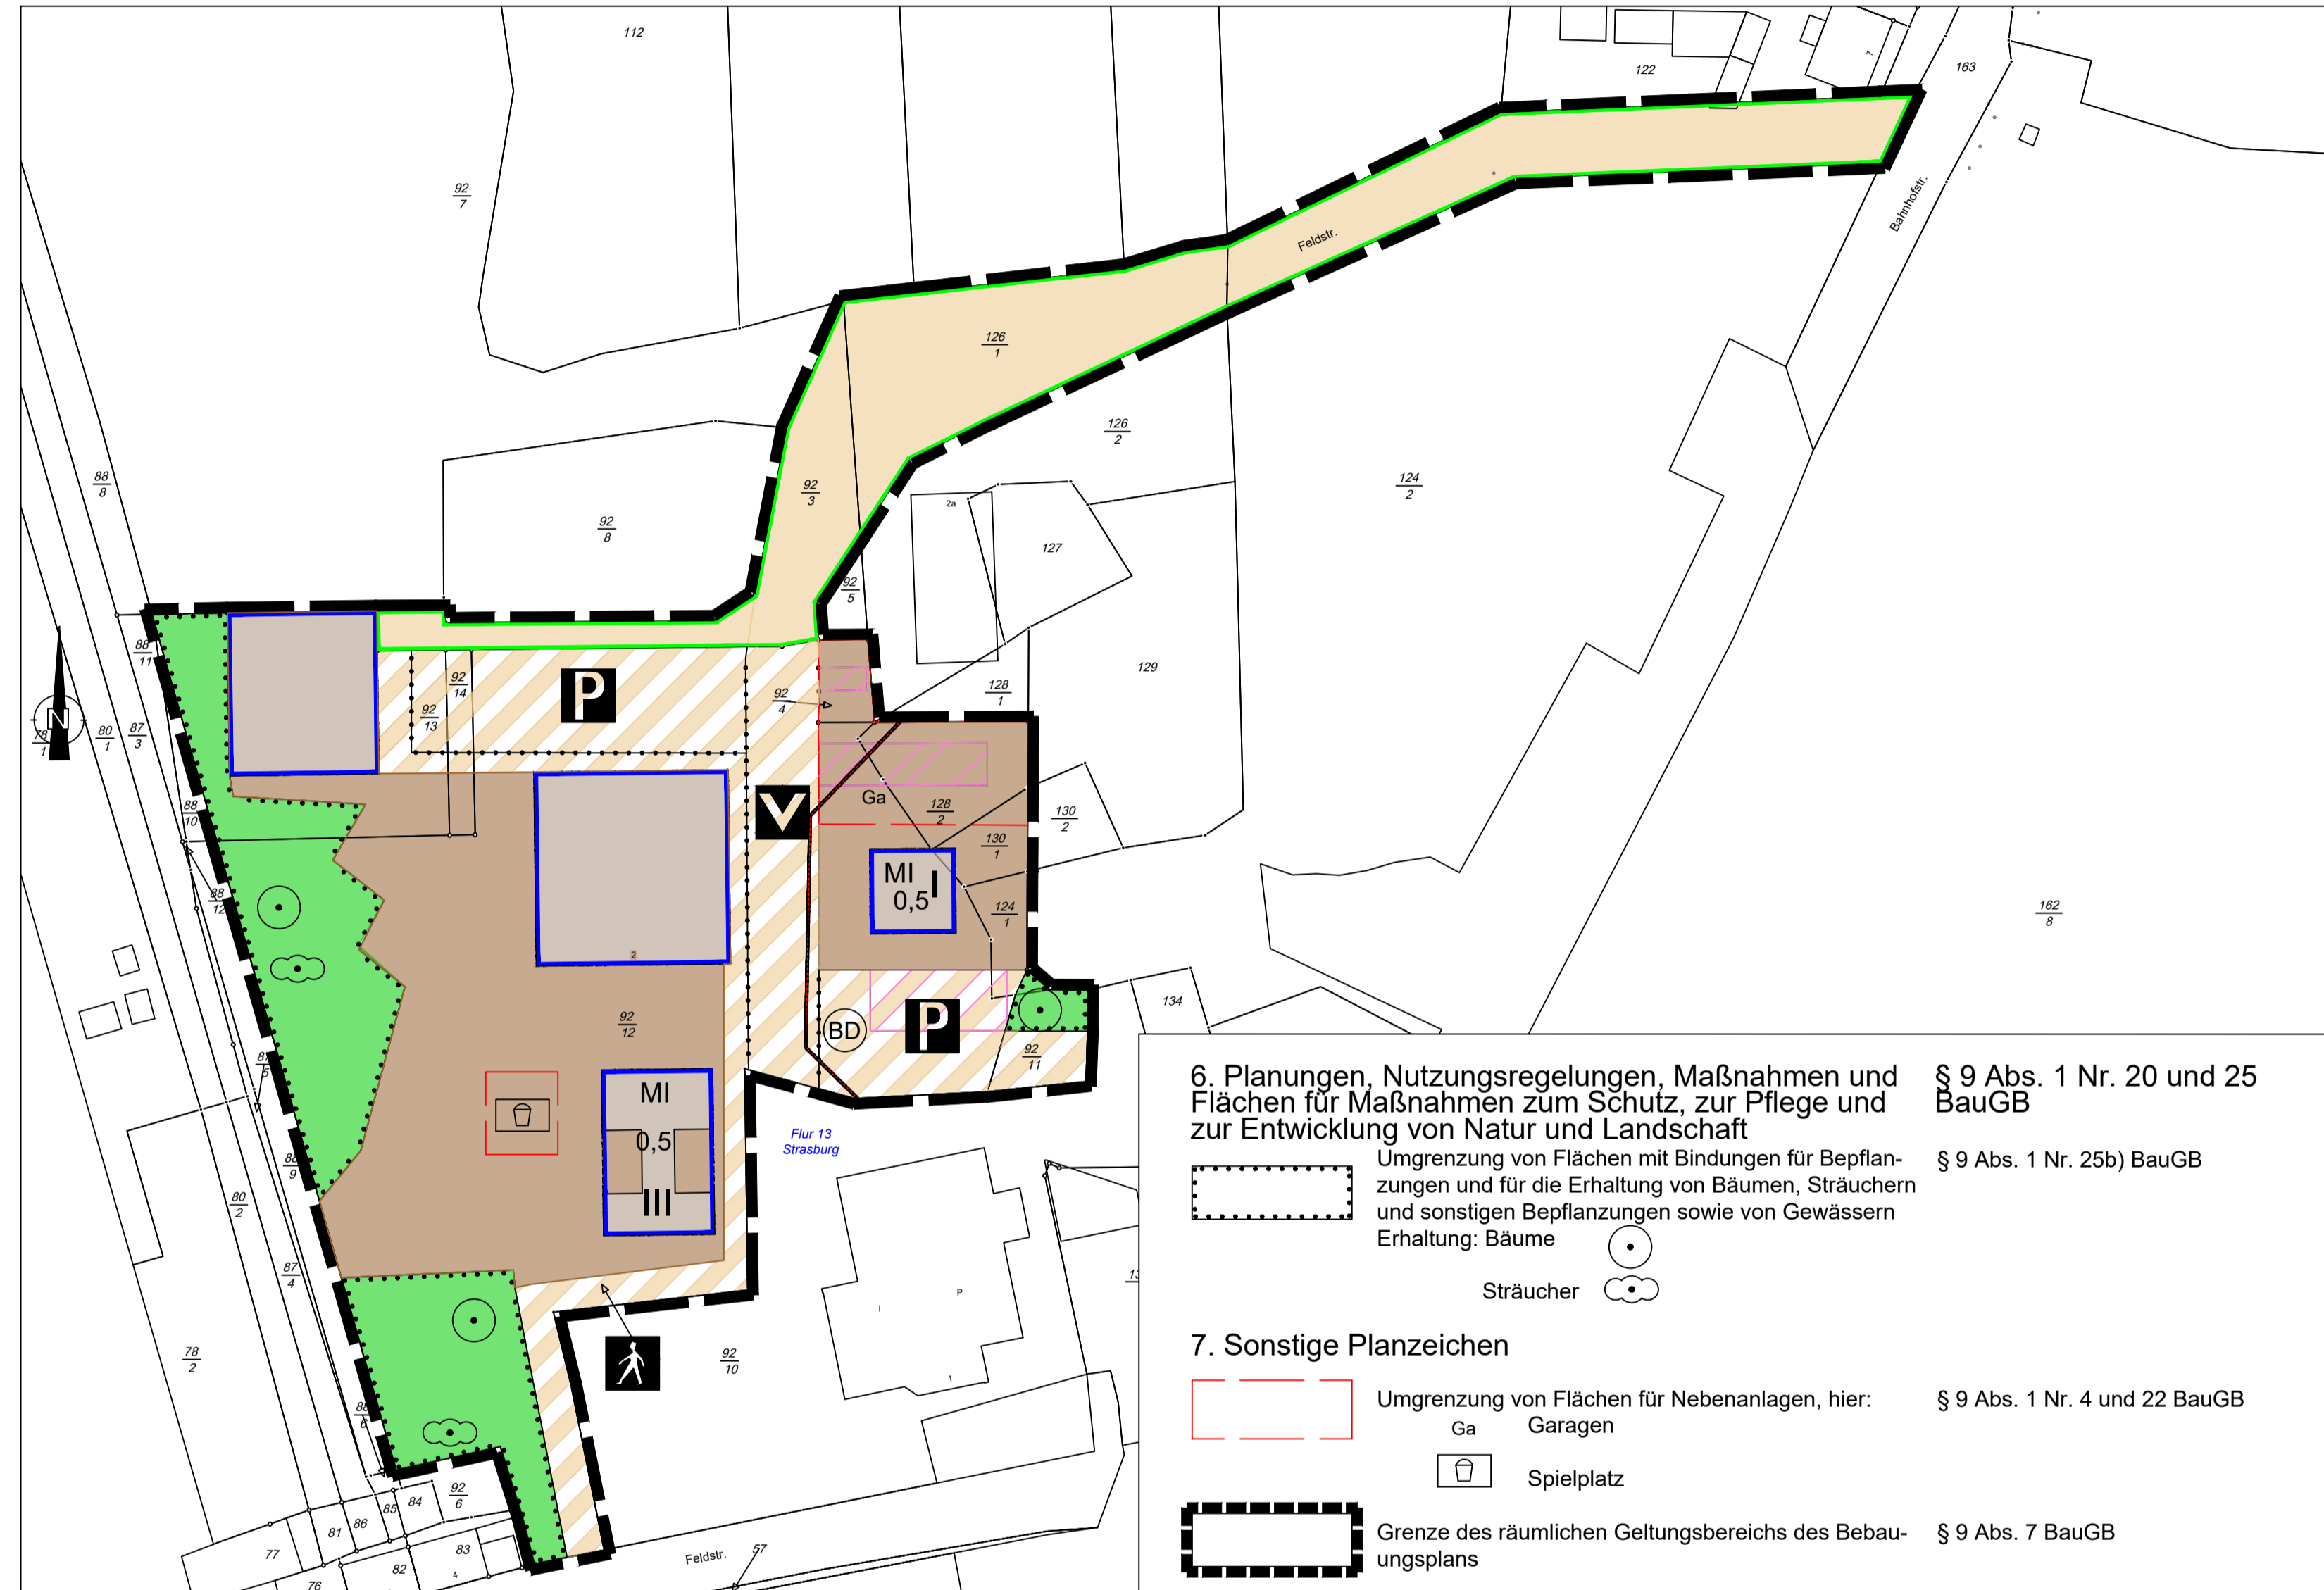 112
122
7
163
92
7
Bahnhofstr.
Feldstr.
126
1
126
2
88
8
92
3
124
2
92
8
2a
127
92
5
88
11
129
92
14
128
1
92
4
92
13
P
N
78
1
80
1
87
3
88
10
Ga
128
2
130
2
130
1
MI
I
0,5
88
12
124
1
162
8
2
134
92
12
BD
P
92
11
MI
0,5
III
Flur 13
Strasburg
88
9
80
2
87
4
I
P
1
78
2
92
10
88
6
92
6
85
84
86
81
77
83
82
4
76
57
Feldstr.
6. Planungen, Nutzungsregelungen, Maßnahmen und
Flächen für Maßnahmen zum Schutz, zur Pflege und
zur Entwicklung von Natur und Landschaft
§ 9 Abs. 1 Nr. 20 und 25
BauGB
Umgrenzung von Flächen mit Bindungen für Bepflan-
zungen und für die Erhaltung von Bäumen, Sträuchern
und sonstigen Bepflanzungen sowie von Gewässern
§ 9 Abs. 1 Nr. 25b) BauGB
Erhaltung: Bäume
Sträucher
7. Sonstige Planzeichen
Umgrenzung von Flächen für Nebenanlagen, hier:
§ 9 Abs. 1 Nr. 4 und 22 BauGB
Ga Garagen
Spielplatz
Grenze des räumlichen Geltungsbereichs des Bebau-
ungsplans
§ 9 Abs. 7 BauGB